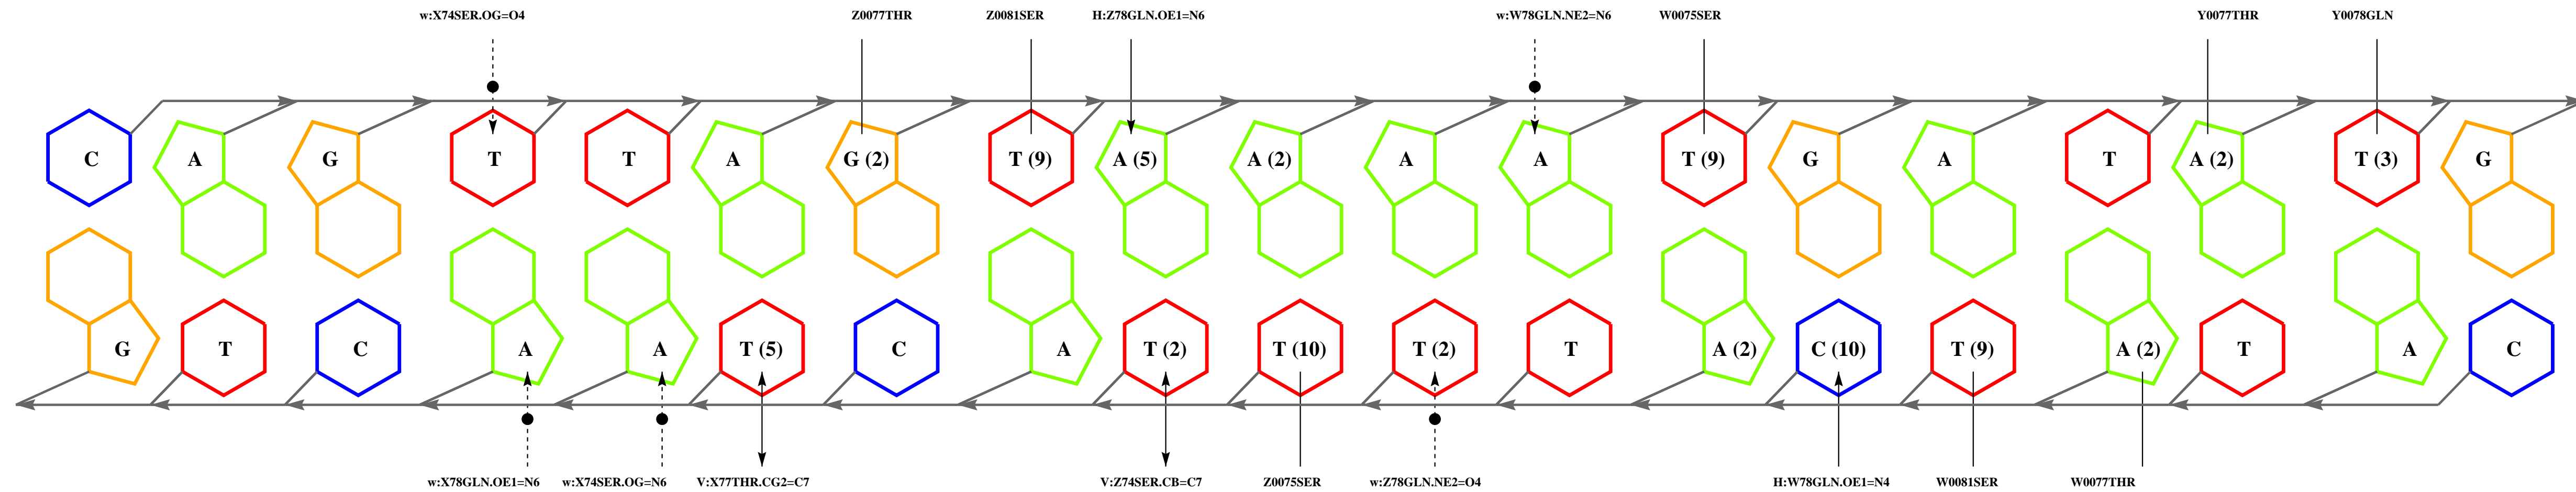 w:X74SER.OG=O4 Z0077THR Z0081SER H:Z78GLN.OE1=N6 w:W78GLN.NE2=N6 W0075SER Y0077THR Y0078GLN
C A G T T A G (2) T (9) A (5) A (2) A A T (9) G A T A (2) T (3) G
G T C A A T (5) C A T (2) T (10) T (2) T A (2) C (10) T (9) A (2) T A C
w:X78GLN.OE1=N6 w:X74SER.OG=N6 V:X77THR.CG2=C7 V:Z74SER.CB=C7 Z0075SER w:Z78GLN.NE2=O4 H:W78GLN.OE1=N4 W0081SER W0077THR